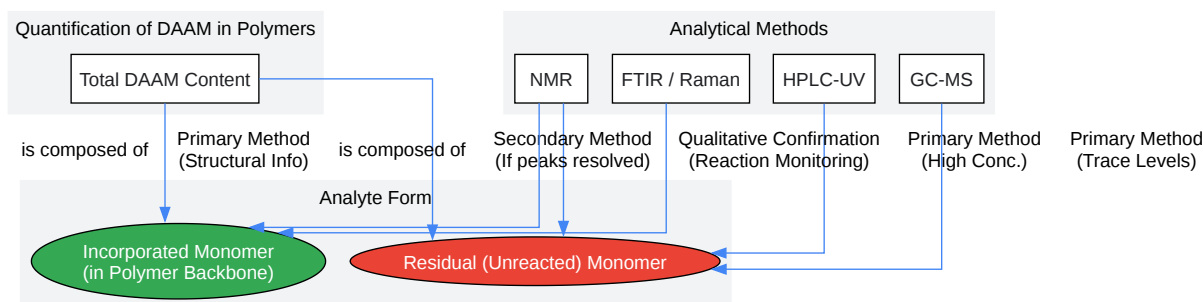 Quantification of DAAM in Polymers
Analytical Methods
Total DAAM Content
NMR
FTIR / Raman
HPLC-UV
GC-MS
is composed of
Primary Method
(Structural Info)
is composed of
Secondary Method
(If peaks resolved)
Qualitative Confirmation
(Reaction Monitoring)
Primary Method
(High Conc.)
Primary Method
(Trace Levels)
Analyte Form
Incorporated Monomer
(in Polymer Backbone)
Residual (Unreacted) Monomer